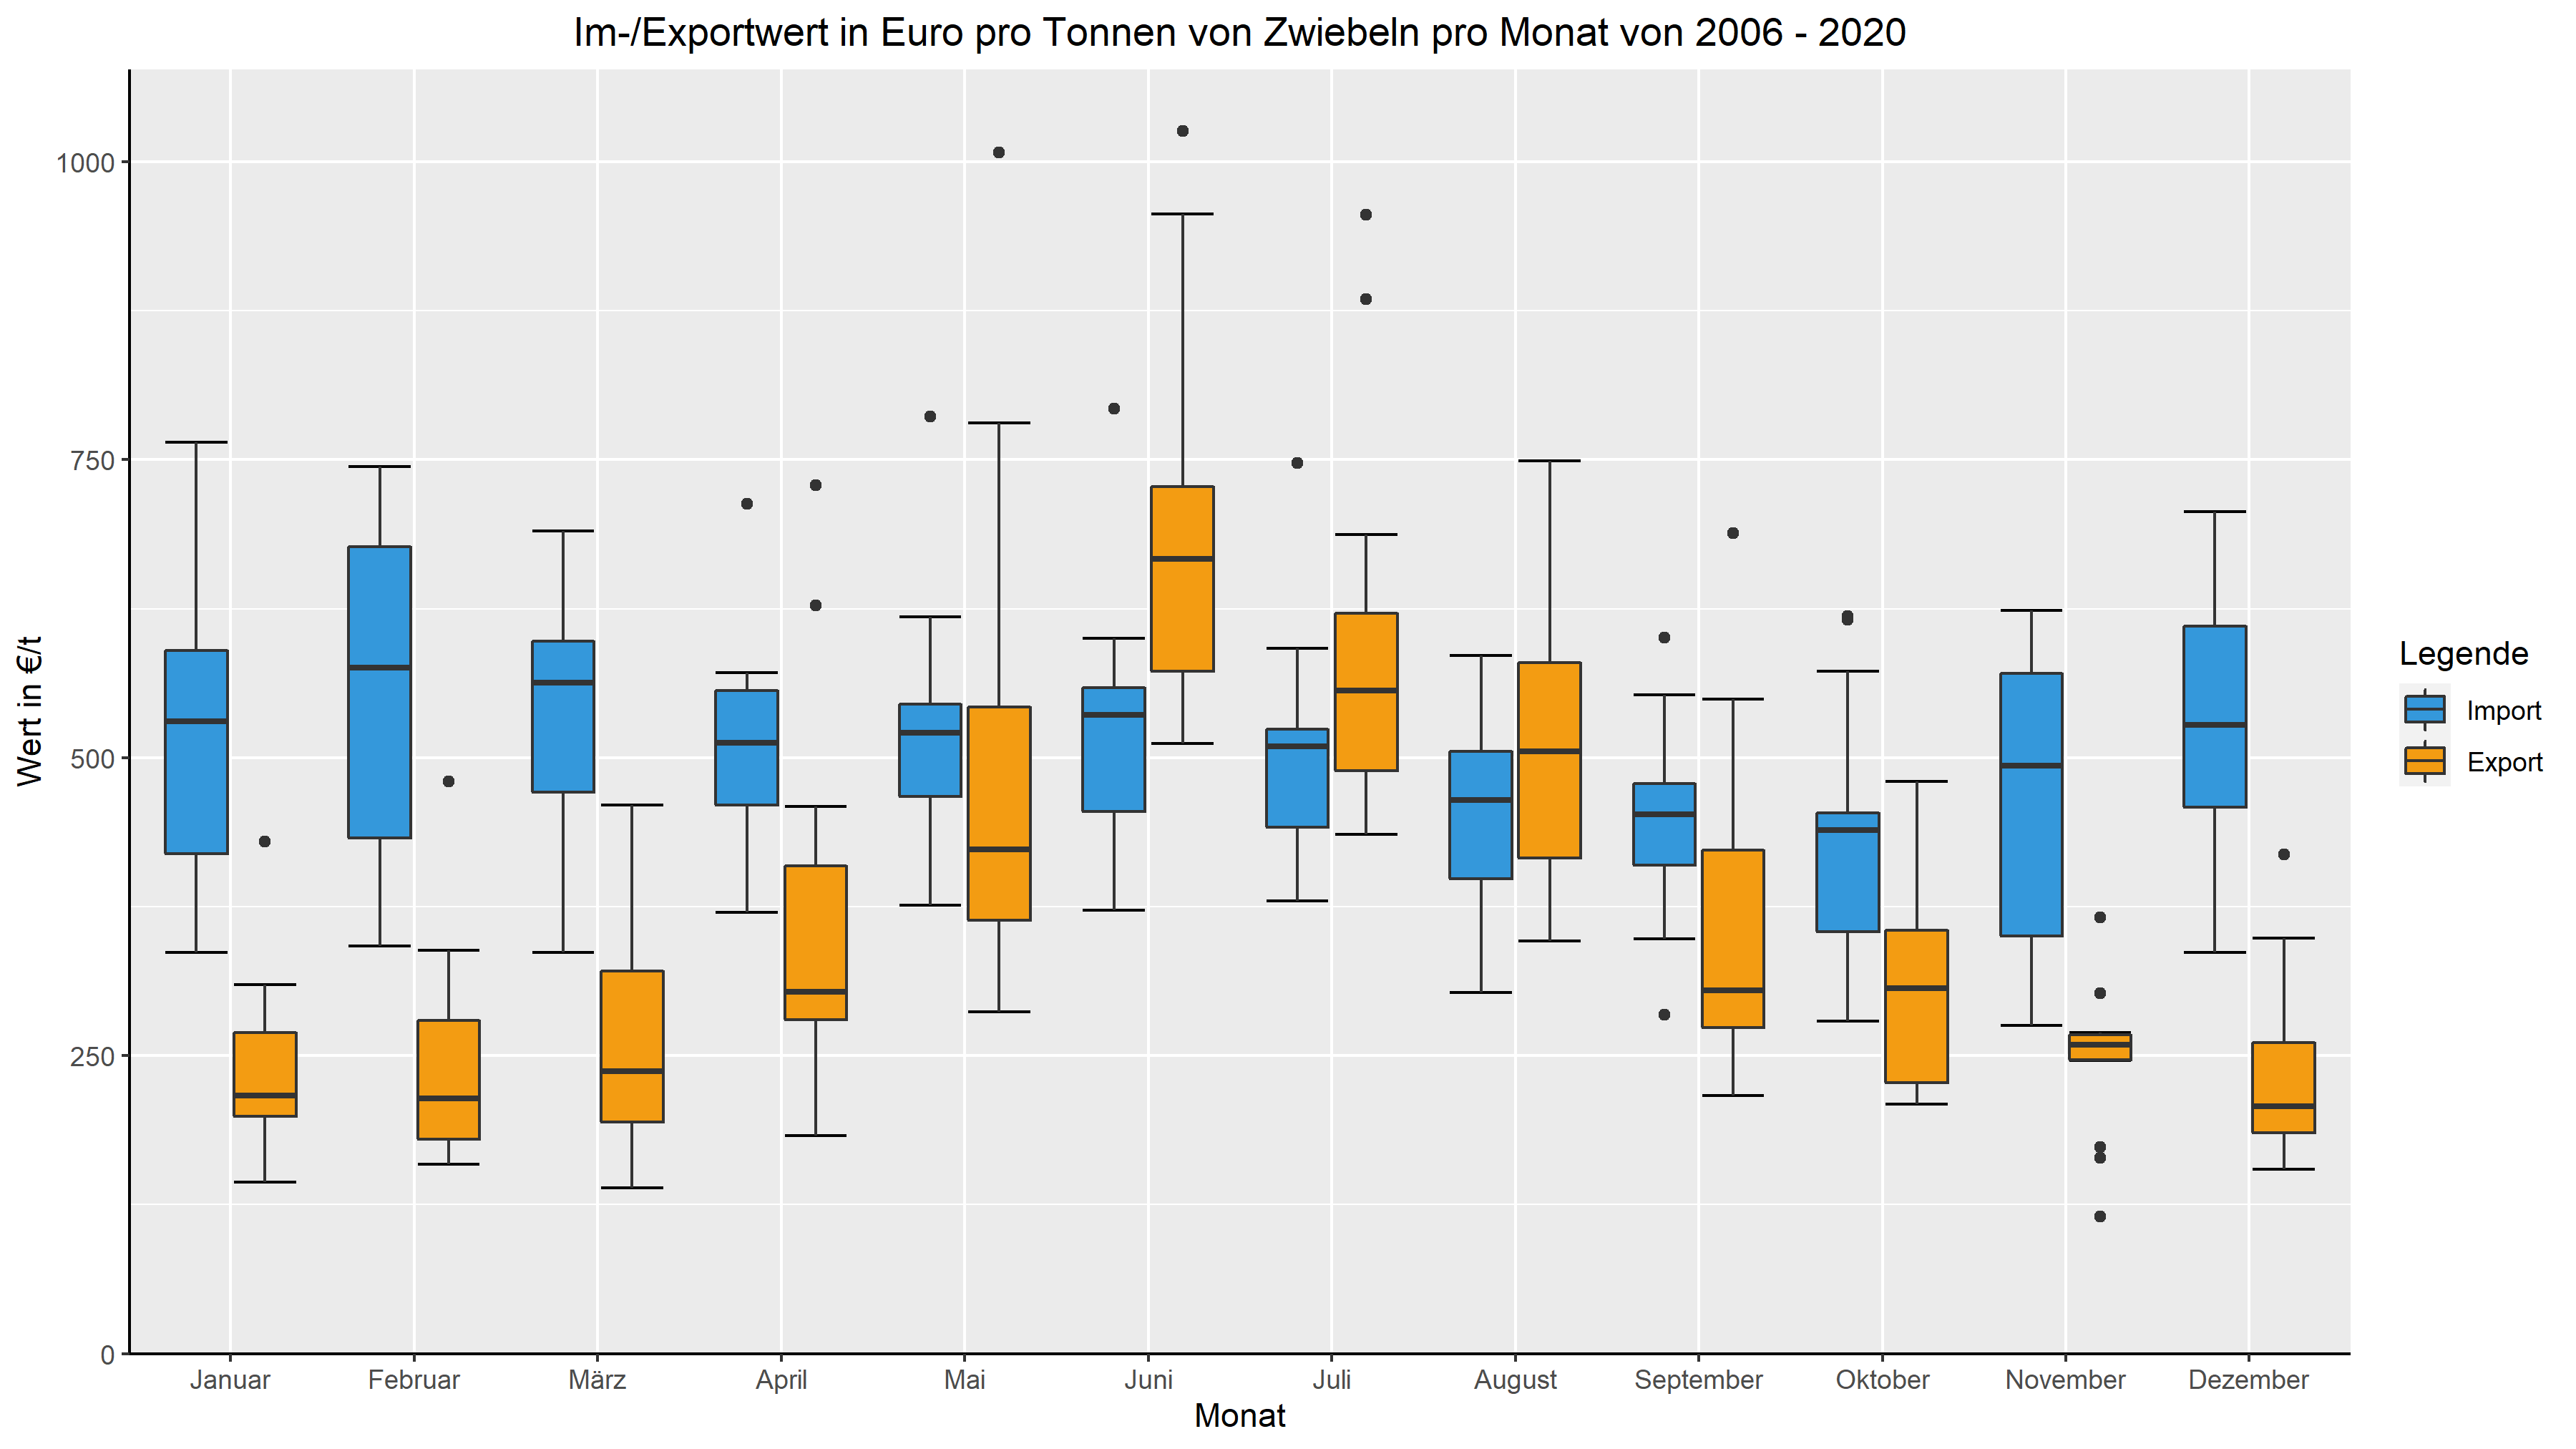 Im-/Exportwert in Euro pro Tonnen von Zwiebeln pro Monat von 2006 - 2020
Wert in €/t
1000
750
500
250
0
Januar Februar März April Mai Juni Juli August September Oktober November Dezember
Monat
Legende
Import
Export